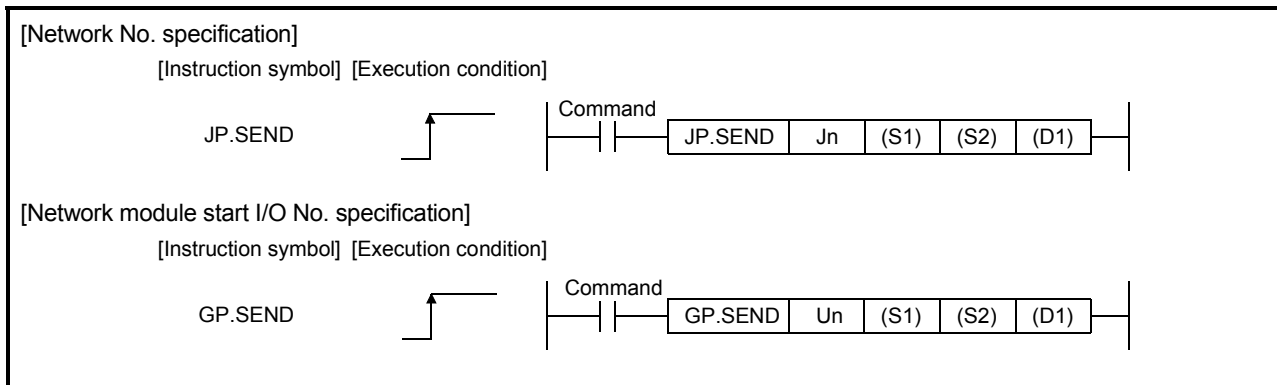 [Network No. specification]
[Instruction symbol] [Execution condition]
Command
JP.SEND JP.SEND Jn (S1) (S2) (D1)
[Network module start I/O No. specification]
[Instruction symbol] [Execution condition]
Command
GP.SEND GP.SEND Un (S1) (S2) (D1)